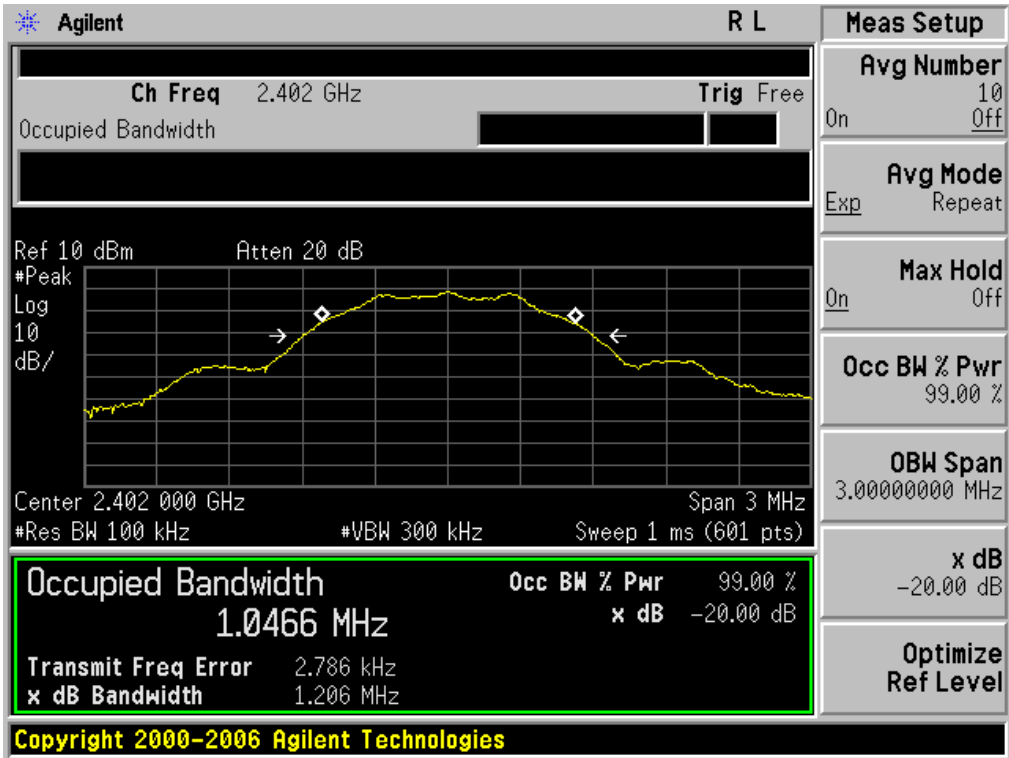 Agilent R L
Ch Freq 2.402 GHz Trig Free
Occupied Bandwidth
Ref 10 dBm Atten 20 dB
#Peak
Log
10
dB/
Center 2.402 000 GHz Span 3 MHz
#Res BW 100 kHz #VBW 300 kHz Sweep 1 ms (601 pts)
Occupied Bandwidth Occ BW % Pwr 99.00 %
1.0466 MHz x dB -20.00 dB
Transmit Freq Error 2.786 kHz
x dB Bandwidth 1.206 MHz
Copyright 2000-2006 Agilent Technologies
Meas Setup
Avg Number
10
On Off
Avg Mode
Exp Repeat
Max Hold
On Off
Occ BW % Pwr
99.00 %
OBW Span
3.00000000 MHz
x dB
-20.00 dB
Optimize
Ref Level